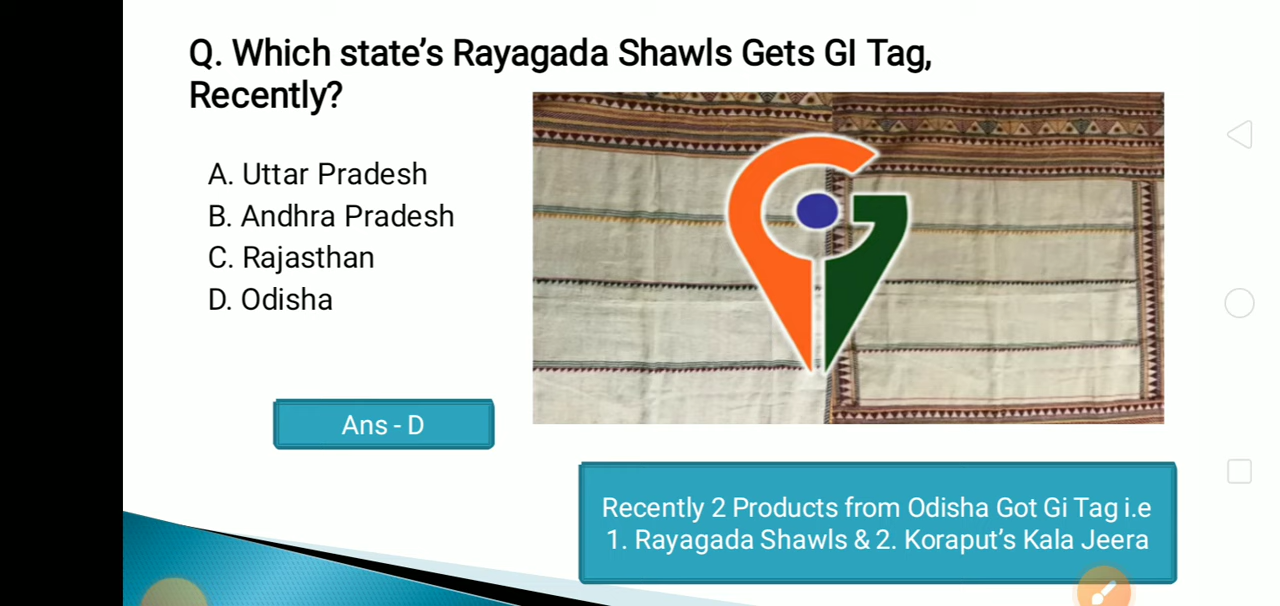 Q. Which state's Rayagada Shawls Gets GI Tag,
Recently?
A. Uttar Pradesh
B. Andhra Pradesh
C. Rajasthan
D. Odisha
Ans - D
Recently 2 Products from Odisha Got Gi Tag i.e
1. Rayagada Shawls & 2. Koraput's Kala Jeera